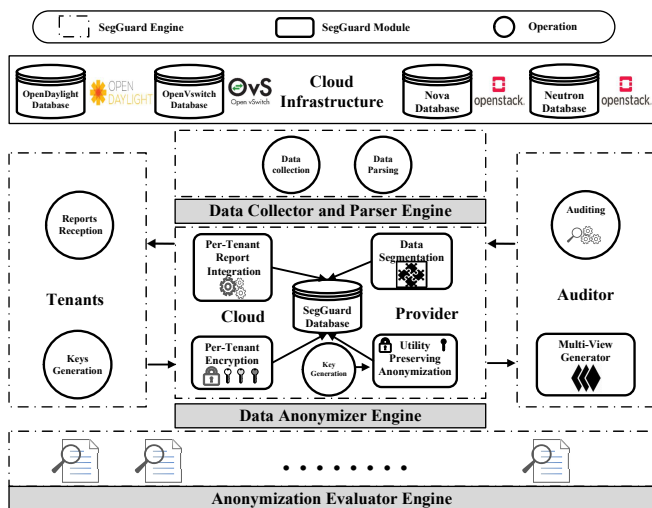 SegGuard Engine
SegGuard Module
Operation
OpenDaylight
Database
OPEN
DAYLIGHT
OpenVswitch
Database
OvS
Open vSwitch
Cloud
Infrastructure
Nova
Database
openstack.
Neutron
Database
openstack.
Data
collection
Data
Parsing
Data Collector and Parser Engine
Reports
Reception
Tenants
Keys
Generation
Per-Tenant
Report
Integration
Data
Segmentation
Cloud
SegGuard
Database
Provider
Per-Tenant
Encryption
Key
Generation
Utility
Preserving
Anonymization
Data Anonymizer Engine
Auditing
Auditor
Multi-View
Generator
Anonymization Evaluator Engine